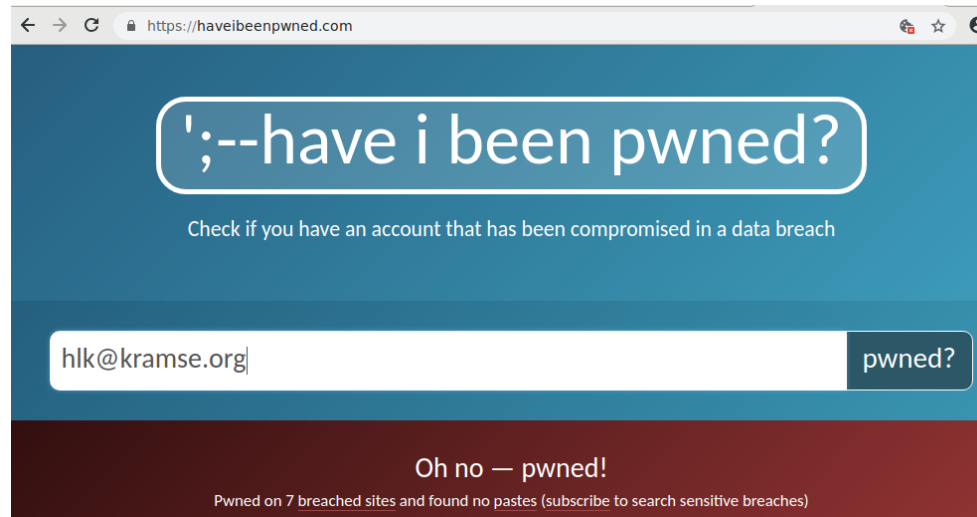 https://haveibeenpwned.com
';--have i been pwned?
Check if you have an account that has been compromised in a data breach
hlk@kramse.org
pwned?
Oh no — pwned!
Pwned on 7 breached sites and found no pastes (subscribe to search sensitive breaches)